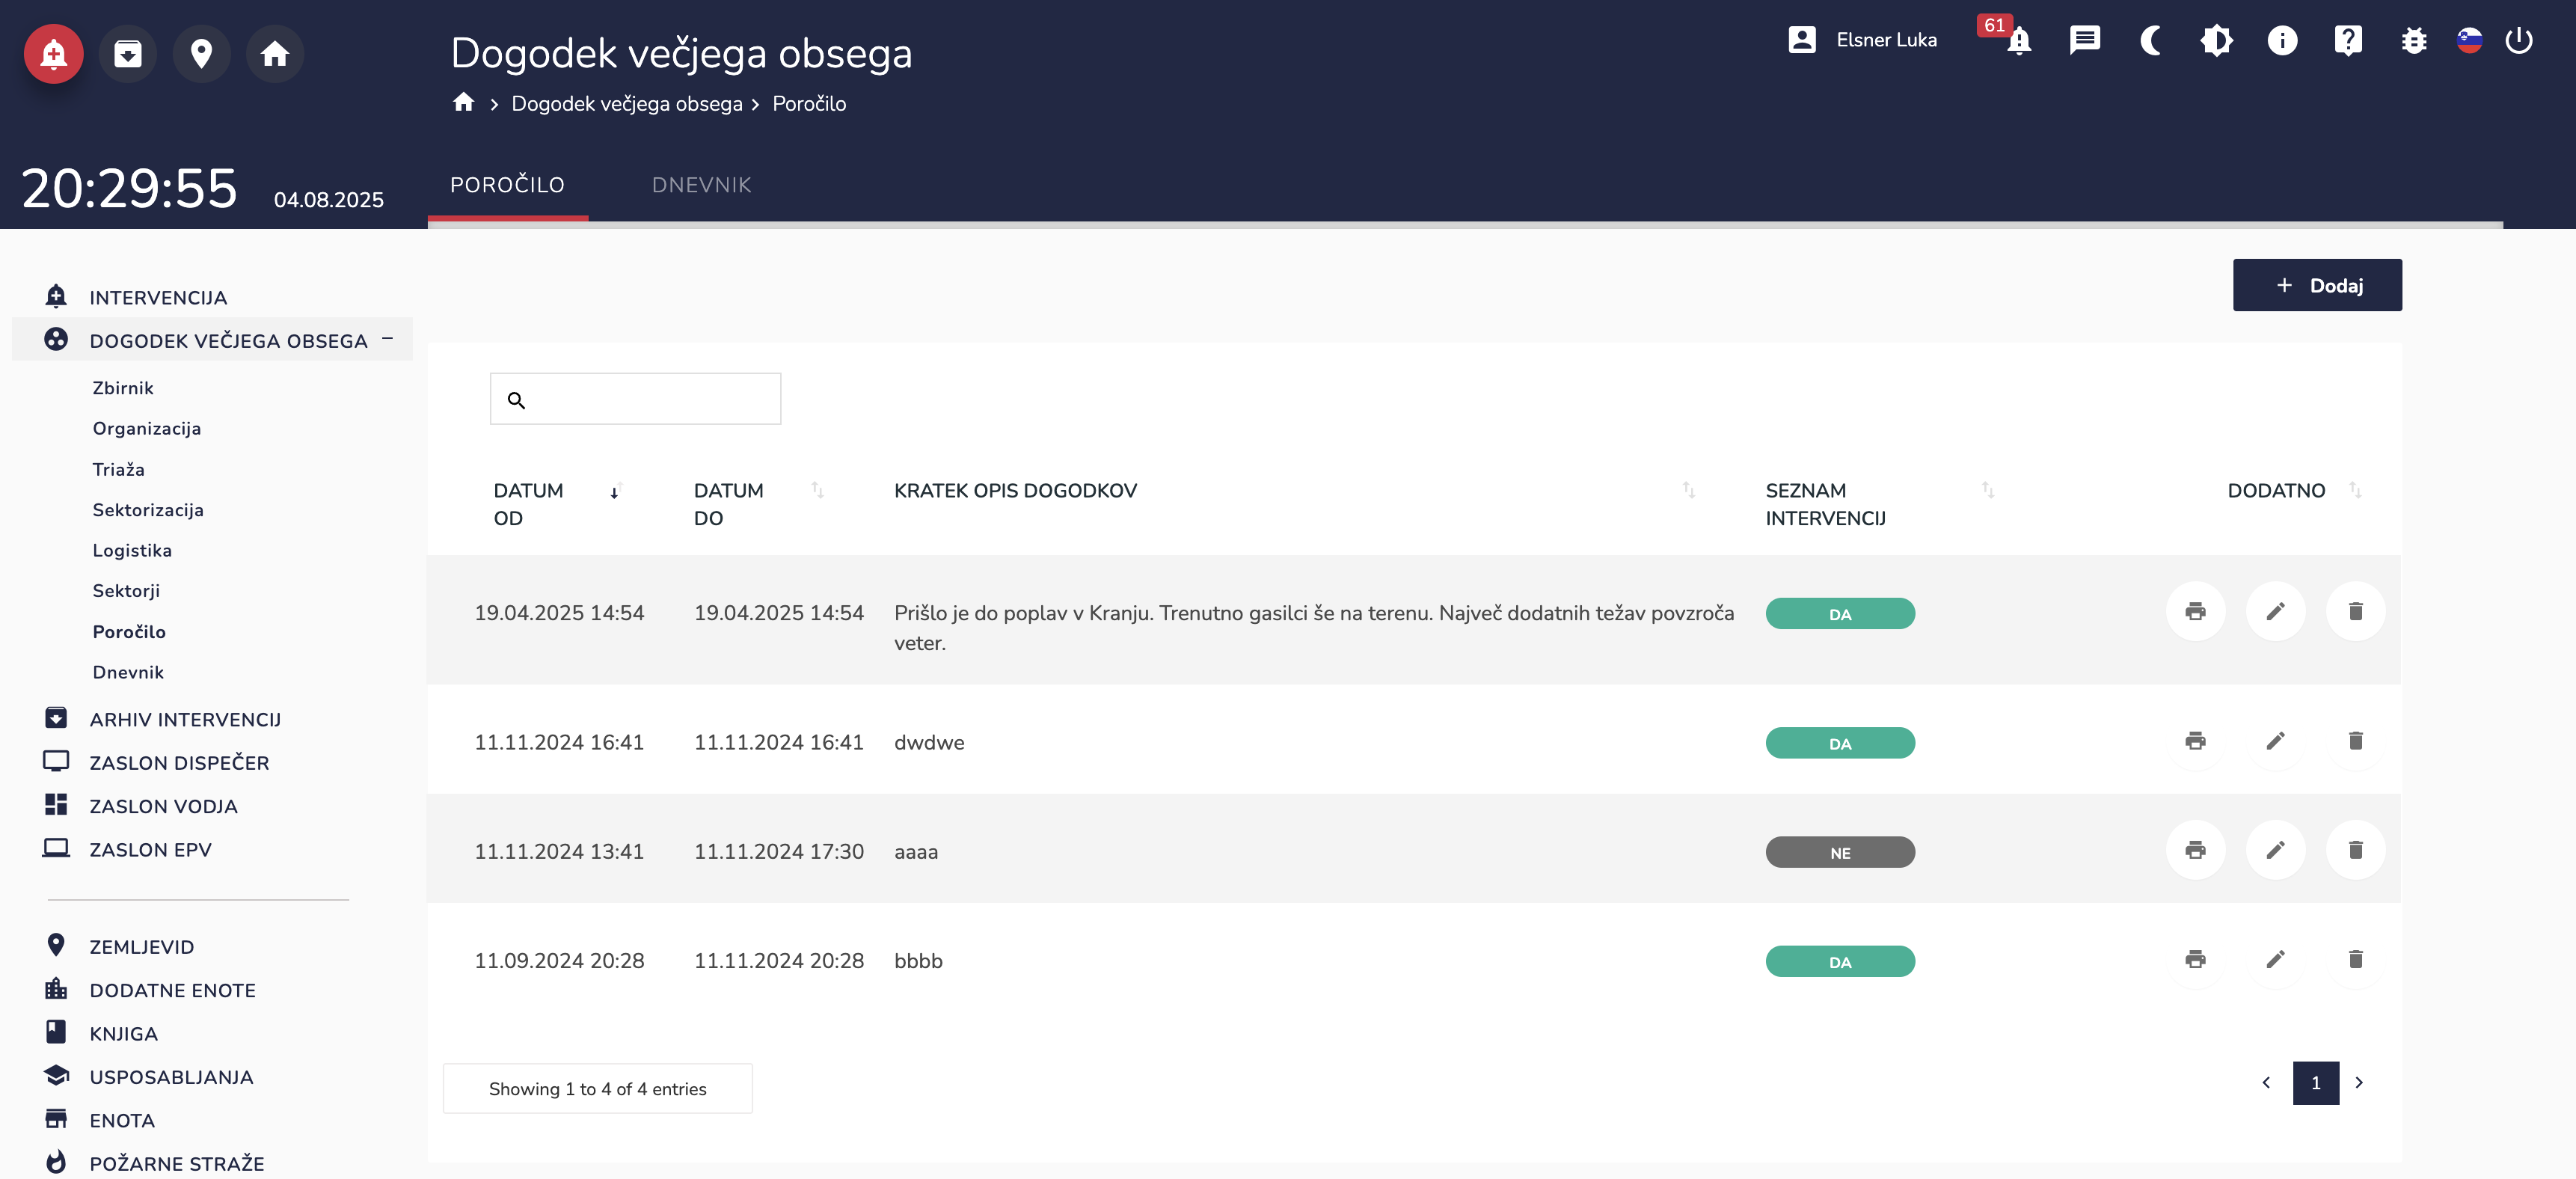 Dogodek večjega obsega
Elsner Luka
61
Dogodek večjega obsega
Poročilo
20:29:55
04.08.2025
POROČILO
DNEVNIK
Dodaj
INTERVENCIJA
DOGODEK VEČJEGA OBSEGA
Zbirnik
Organizacija
Triaža
Sektorizacija
Logistika
Sektorji
Poročilo
Dnevnik
ARHIV INTERVENCIJ
ZASLON DISPEČER
ZASLON VODJA
ZASLON EPV
ZEMLJEVID
DODATNE ENOTE
KNJIGA
USPOSABLJANJA
ENOTA
POŽARNE STRAŽE
DATUM OD
DATUM DO
KRATEK OPIS DOGODKOV
SEZNAM INTERVENCIJ
DODATNO
19.04.2025 14:54
19.04.2025 14:54
Prišlo je do poplav v Kranju. Trenutno gasilci še na terenu. Največ dodatnih težav povzroča
veter.
DA
11.11.2024 16:41
11.11.2024 16:41
dwdwe
DA
11.11.2024 13:41
11.11.2024 17:30
aaaa
NE
11.09.2024 20:28
11.11.2024 20:28
bbbb
DA
Showing 1 to 4 of 4 entries
1